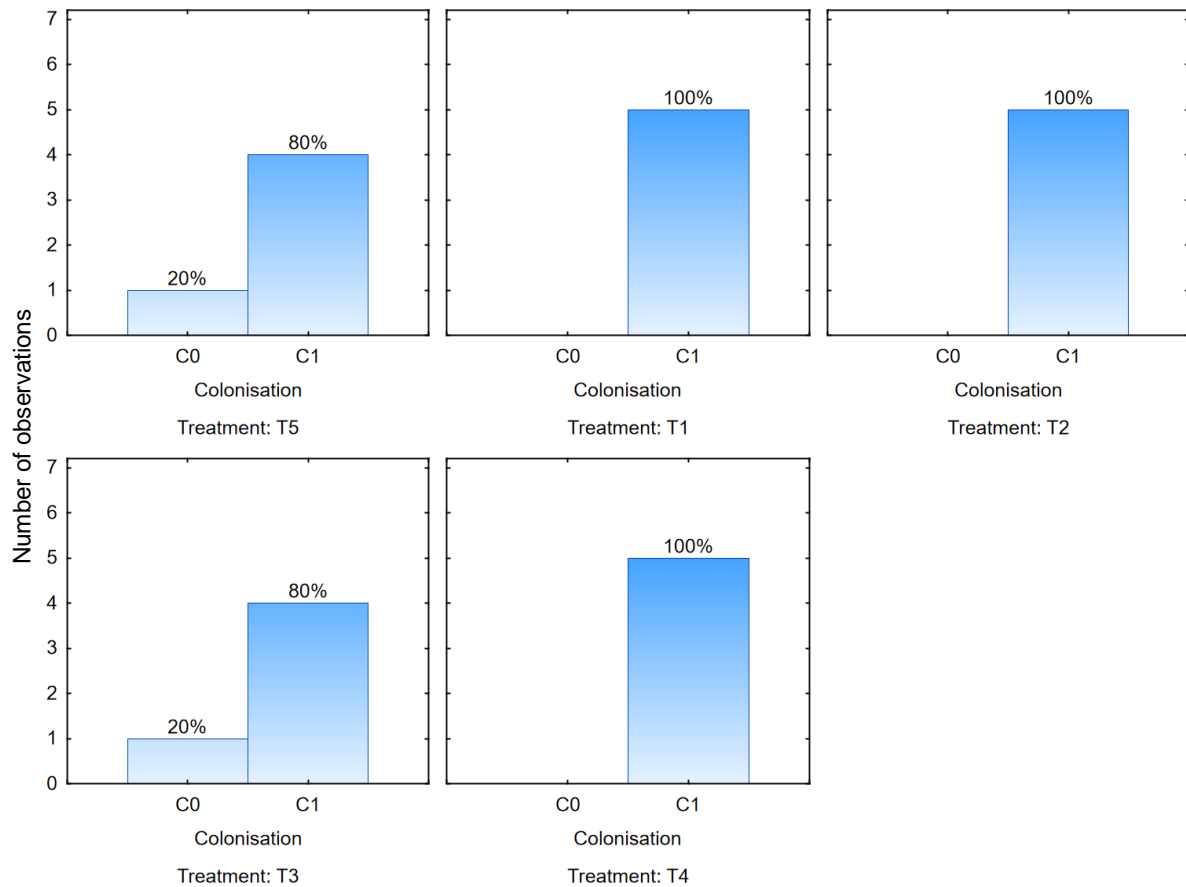 Number of observations
7
6
5
4
3
2
1
0
20%
80%
C0 C1
Colonisation
Treatment: T5
100%
C0 C1
Colonisation
Treatment: T1
100%
C0 C1
Colonisation
Treatment: T2
7
6
5
4
3
2
1
0
20%
80%
C0 C1
Colonisation
Treatment: T3
100%
C0 C1
Colonisation
Treatment: T4